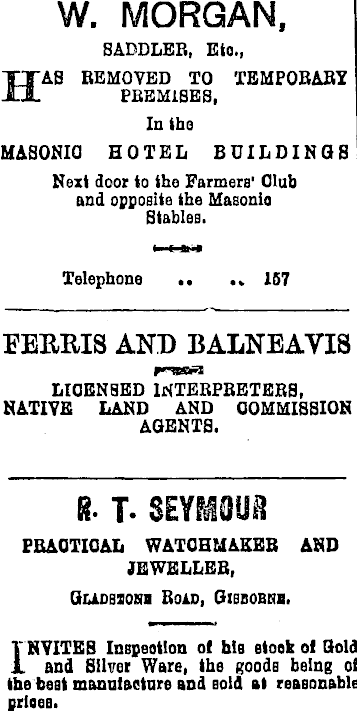 W. MORGAN,
SADDLER, Etc.,
HAS REMOVED TO TEMPORARY
PREMISES,
In the
MASONIC HOTEL BUILDINGS
Next door to the Farmers' Club
and opposite the Masonic
Stables.
Telephone .. .. 157
FERRIS AND BALNEAVIS
LICENSED INTERPRETERS,
NATIVE LAND AND COMMISSION
AGENTS.
R. T. SEYMOUR
PRACTICAL WATCHMAKER AND
JEWELLER,
GLADSTONE ROAD, GISBORNE.
INVITES Inspection of his stock of Gold
and Silver Ware, the goods being of
the best manufacture and sold at reasonable
prices.